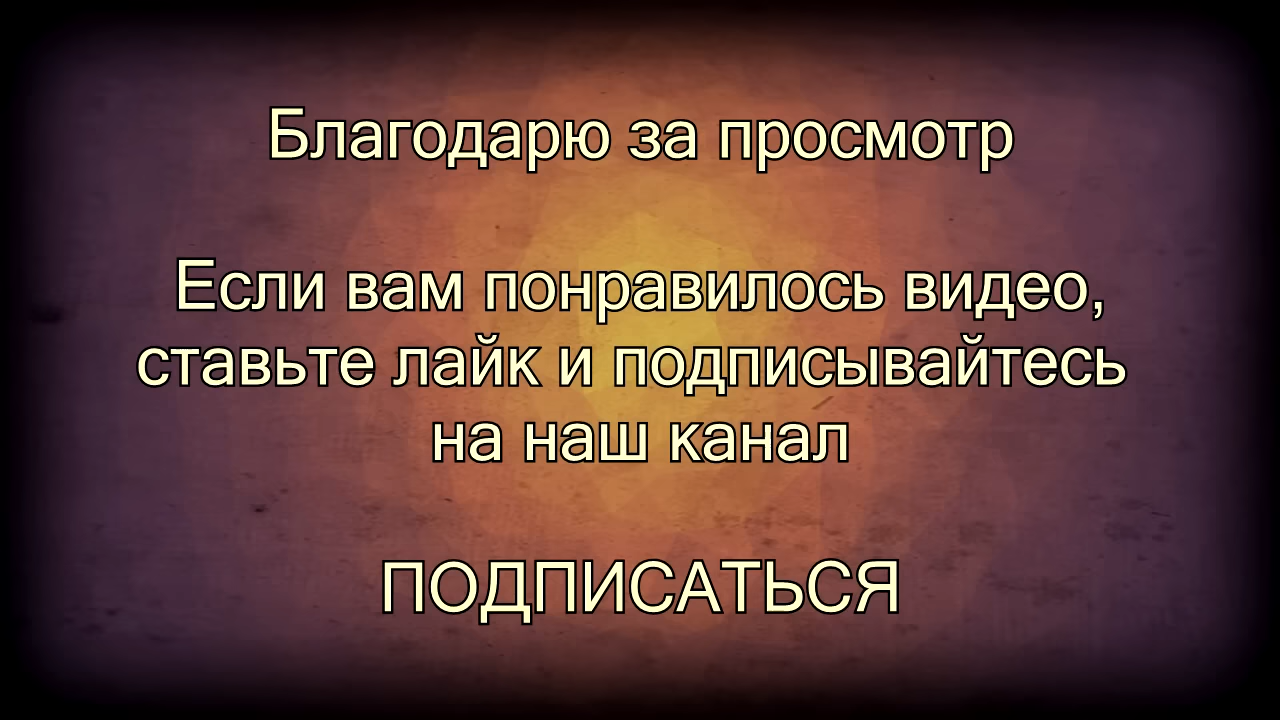 Благодарю за просмотр
Если вам понравилось видео,
ставьте лайк и подписывайтесь
на наш канал
ПОДПИСАТЬСЯ